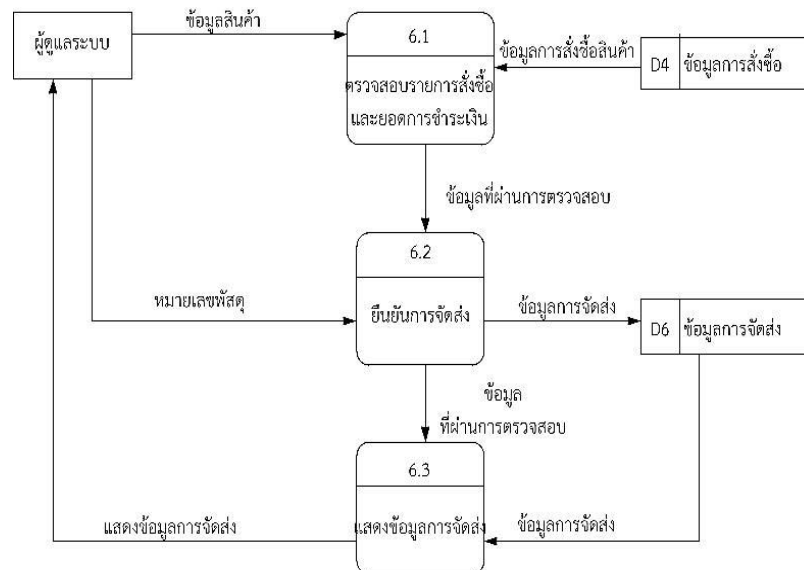 ข้อมูลสินค้า
ผู้ดูแลระบบ
6.1
ตรวจสอบรายการสั่งซื้อ
และยอดการชำระเงิน
ข้อมูลการสั่งซื้อสินค้า
D4 ข้อมูลการสั่งซื้อ
ข้อมูลที่ผ่านการตรวจสอบ
6.2
หมายเลขพัสดุ
ยืนยันการจัดส่ง
ข้อมูลการจัดส่ง
D6 ข้อมูลการจัดส่ง
ข้อมูล
ที่ผ่านการตรวจสอบ
6.3
แสดงข้อมูลการจัดส่ง
แสดงข้อมูลการจัดส่ง
ข้อมูลการจัดส่ง